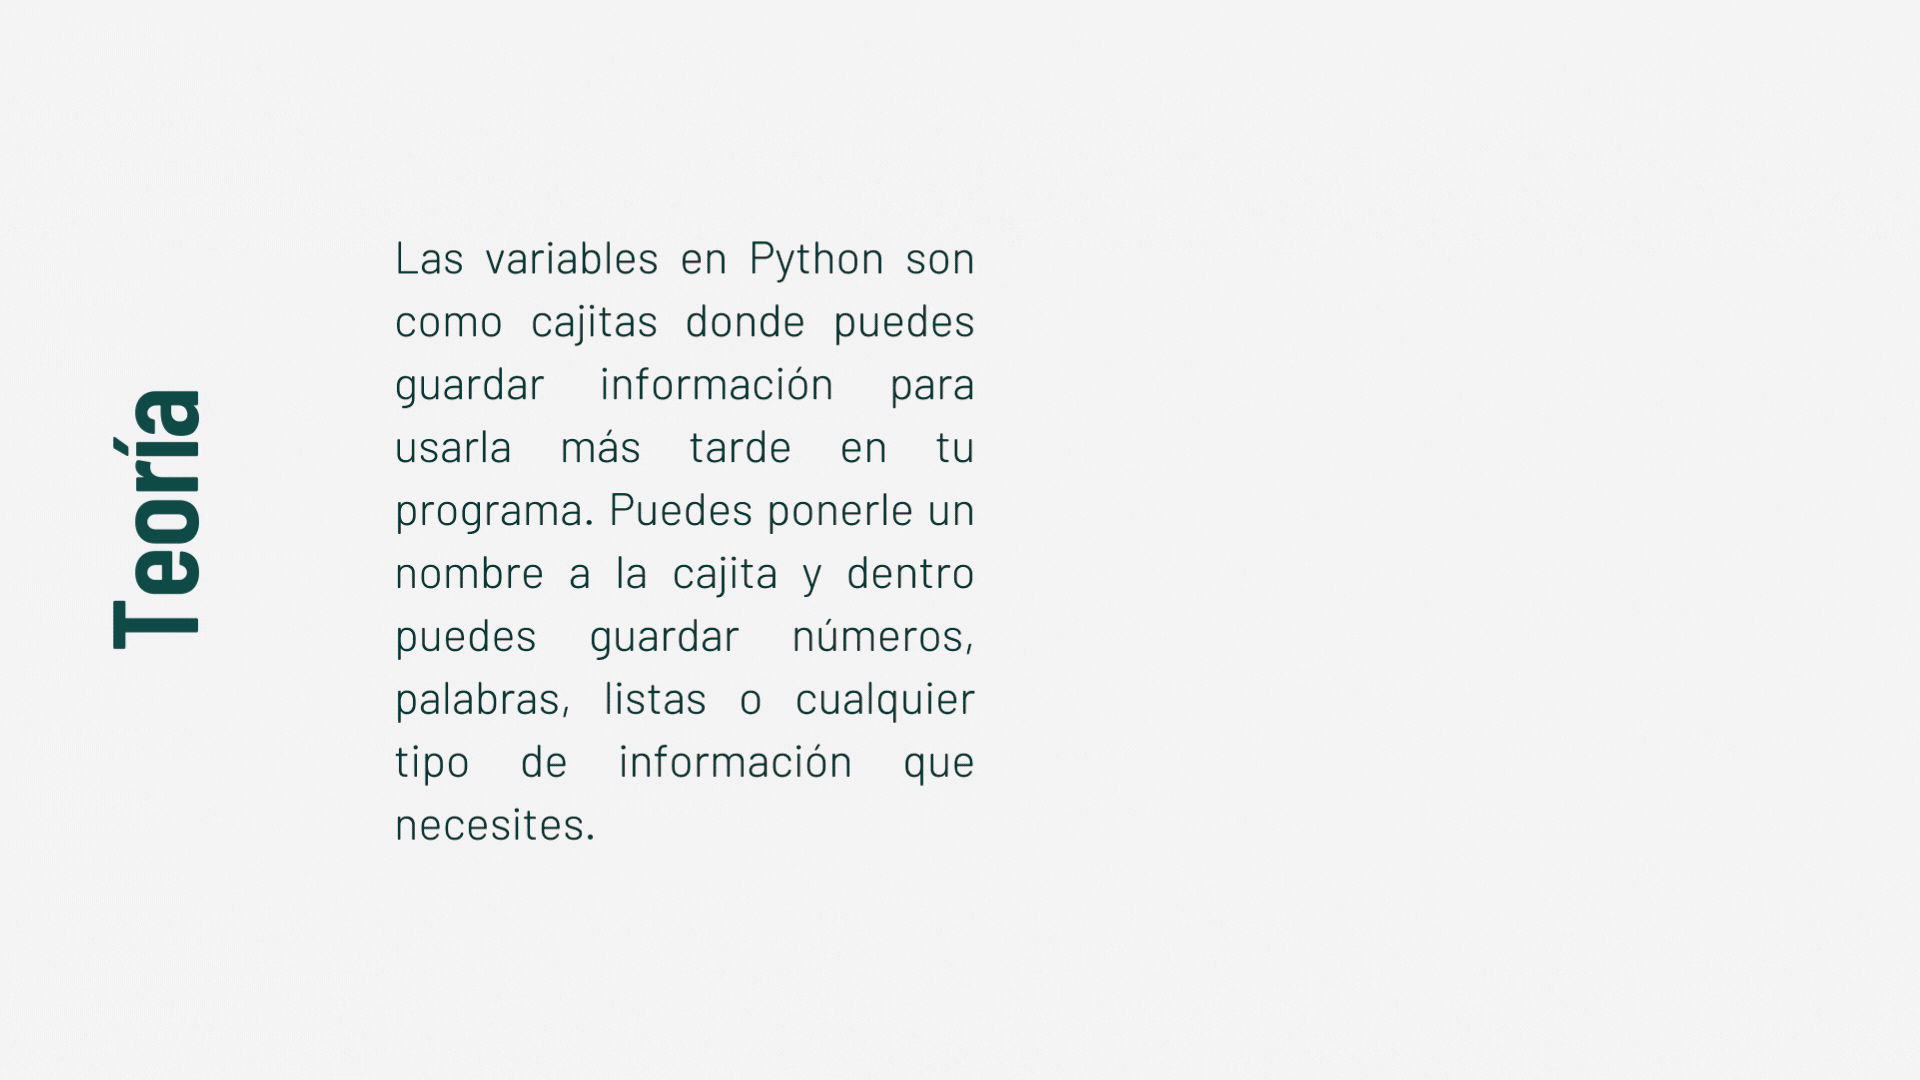 Teoría
Las variables en Python son
como cajitas donde puedes
guardar información para
usarla más tarde en tu
programa. Puedes ponerle un
nombre a la cajita y dentro
puedes guardar números,
palabras, listas o cualquier
tipo de información que
necesites.